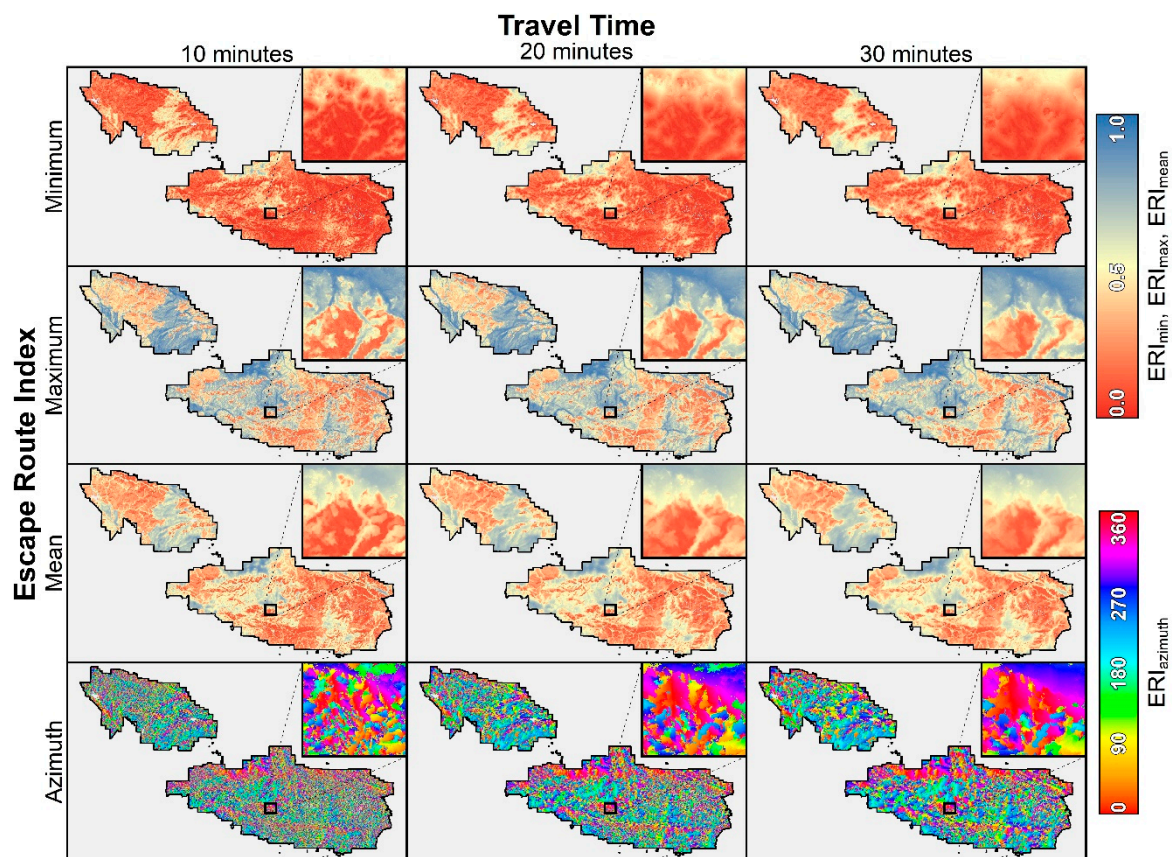 Travel Time
10 minutes
20 minutes
30 minutes
Escape Route Index
Minimum
Maximum
Mean
Azimuth
1.0
0.5
0.0
ERImin, ERImax, ERImean
360
270
180
90
0
ERIazimuth